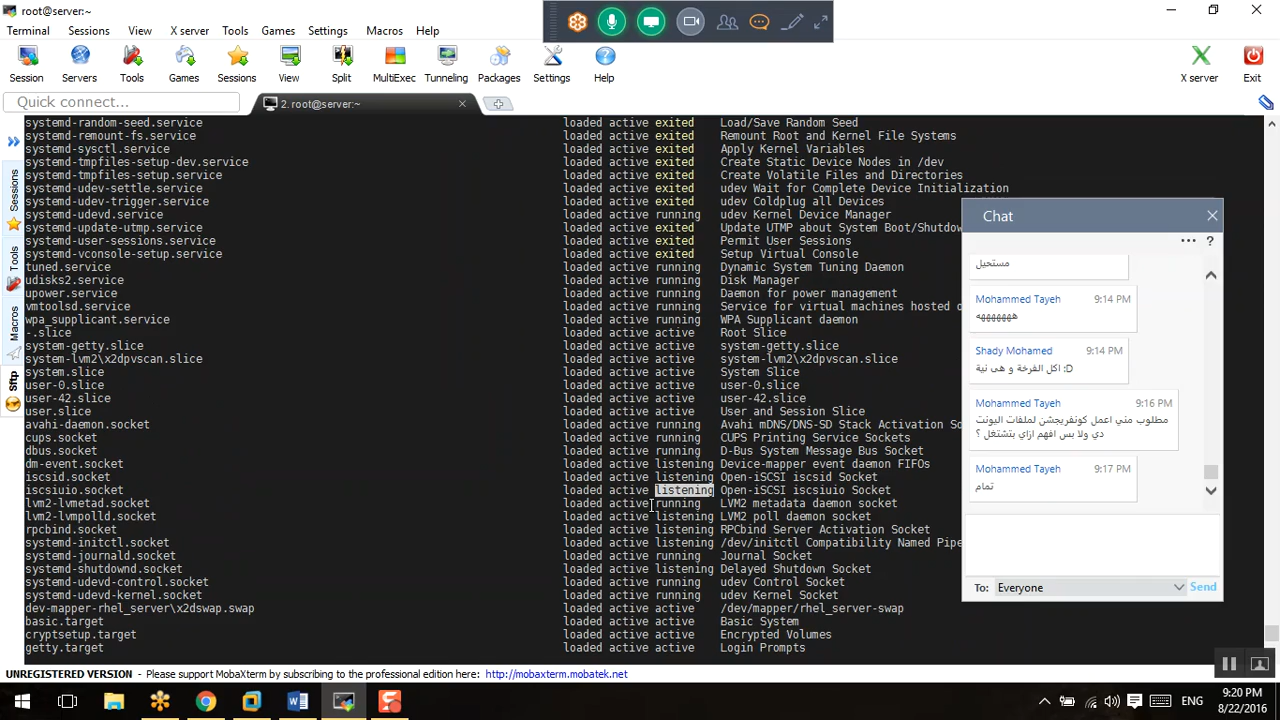 root@server:~
Terminal Sessions View X server Tools Games Settings Macros Help
Session Servers Tools Games Sessions View Split MultiExec Tunneling Packages Settings Help X server Exit
Quick connect...
2. root@server:~
Sessions
Tools
Macros
Sftp
systemd-random-seed.service loaded active exited Load/Save Random Seed
systemd-remount-fs.service loaded active exited Remount Root and Kernel File Systems
systemd-sysctl.service loaded active exited Apply Kernel Variables
systemd-tmpfiles-setup-dev.service loaded active exited Create Static Device Nodes in /dev
systemd-tmpfiles-setup.service loaded active exited Create Volatile Files and Directories
systemd-udev-settle.service loaded active exited udev Wait for Complete Device Initialization
systemd-udev-trigger.service loaded active exited udev Coldplug all Devices
systemd-udevd.service loaded active running udev Kernel Device Manager
systemd-update-utmp.service loaded active exited Update UTMP about System Boot/Shutdow
systemd-user-sessions.service loaded active exited Permit User Sessions
systemd-vconsole-setup.service loaded active exited Setup Virtual Console
tuned.service loaded active running Dynamic System Tuning Daemon
udisks2.service loaded active running Disk Manager
upower.service loaded active running Daemon for power management
vmtoolsd.service loaded active running Service for virtual machines hosted o
wpa_supplicant.service loaded active running WPA Supplicant daemon
-.slice loaded active active Root Slice
system-getty.slice loaded active active system-getty.slice
system-lvm2\x2dpvscan.slice loaded active active system-lvm2\x2dpvscan.slice
system.slice loaded active active System Slice
user-0.slice loaded active active user-0.slice
user-42.slice loaded active active user-42.slice
user.slice loaded active active User and Session Slice
avahi-daemon.socket loaded active running Avahi mDNS/DNS-SD Stack Activation So
cups.socket loaded active running CUPS Printing Service Sockets
dbus.socket loaded active running D-Bus System Message Bus Socket
dm-event.socket loaded active listening Device-mapper event daemon FIFOs
iscsid.socket loaded active listening Open-iSCSI iscsid Socket
iscsiuio.socket loaded active listening Open-iSCSI iscsiuio Socket
lvm2-lvmetad.socket loaded active running LVM2 metadata daemon socket
lvm2-lvmpolld.socket loaded active listening LVM2 poll daemon socket
rpcbind.socket loaded active listening RPCbind Server Activation Socket
systemd-initctl.socket loaded active listening /dev/initctl Compatibility Named Pipe
systemd-journald.socket loaded active running Journal Socket
systemd-shutdownd.socket loaded active listening Delayed Shutdown Socket
systemd-udevd-control.socket loaded active running udev Control Socket
systemd-udevd-kernel.socket loaded active running udev Kernel Socket
dev-mapper-rhel_server\x2dswap.swap loaded active active /dev/mapper/rhel_server-swap
basic.target loaded active active Basic System
cryptsetup.target loaded active active Encrypted Volumes
getty.target loaded active active Login Prompts
Chat
مستحيل
Mohammed Tayeh 9:14 PM
ههههههههه
Shady Mohamed 9:14 PM
اكل الفرخة و هى نية :D
Mohammed Tayeh 9:16 PM
مطلوب مني اعمل كونفريجشن لملفات اليونت
دي ولا بس افهم ازاي بتشتغل ؟
Mohammed Tayeh 9:17 PM
تمام
To: Everyone Send
UNREGISTERED VERSION - Please support MobaXterm by subscribing to the professional edition here: http://mobaxterm.mobatek.net
ENG
9:20 PM
8/22/2016